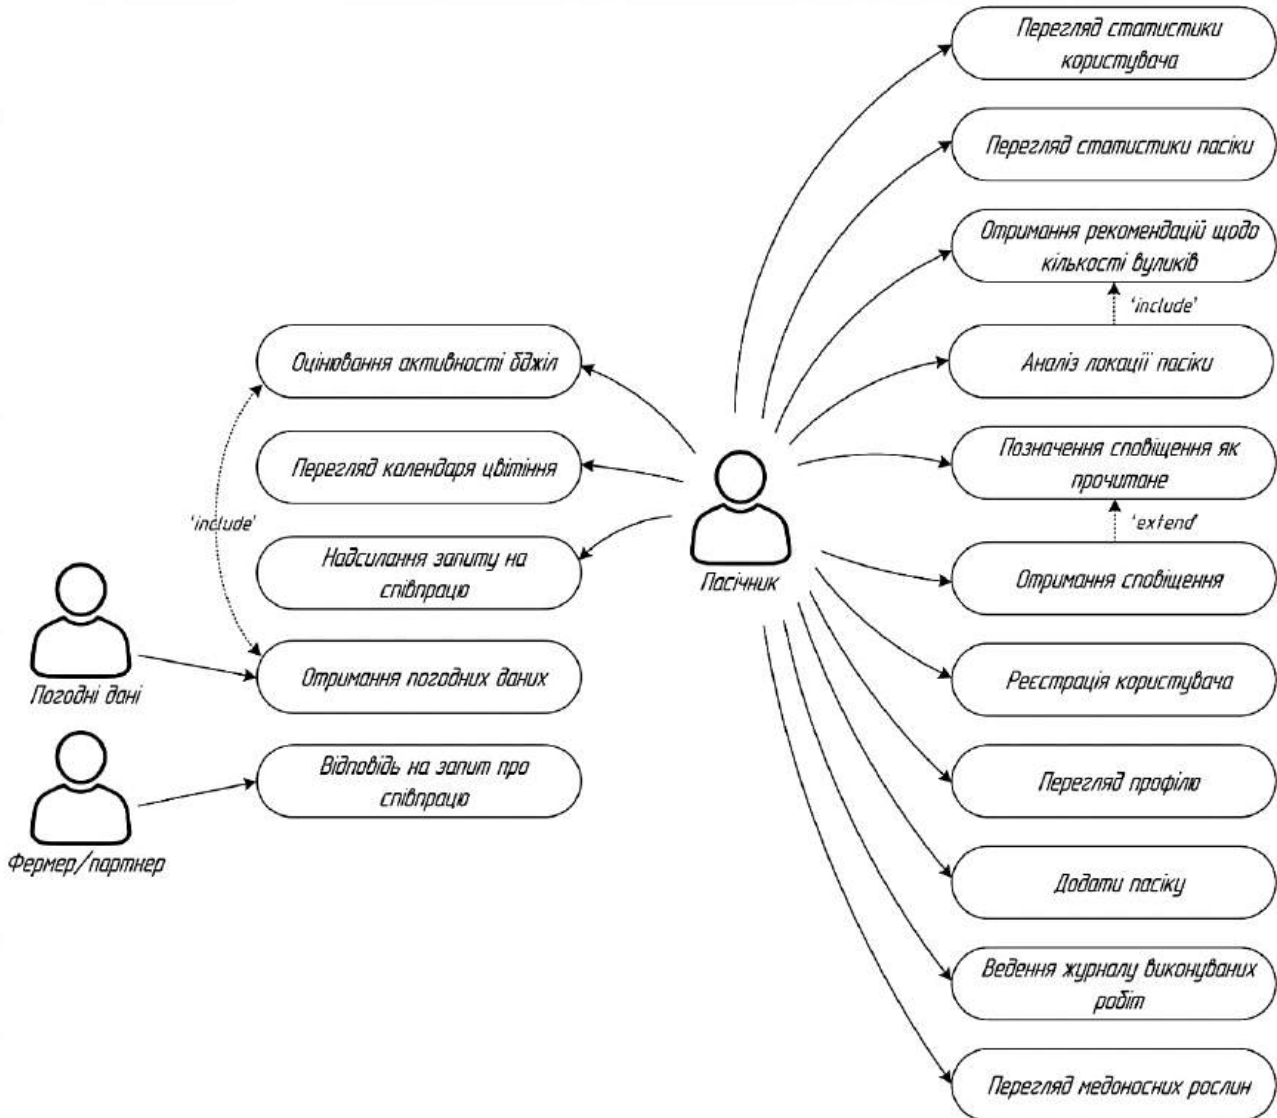 Перегляд статистики
користувача
Перегляд статистики пасіки
Отримання рекомендацій щодо
кількості вуликів
'include'
Аналіз локації пасіки
Позначення сповіщення як
прочитане
'extend'
Отримання сповіщення
Реєстрація користувача
Перегляд профілю
Додати пасіку
Ведення журналу виконуваних
робіт
Перегляд медоносних рослин
Пасічник
Оцінювання активності бджіл
Перегляд календаря цвітіння
'include'
Надсилання запиту на
співпрацю
Отримання погодних даних
Відповідь на запит про
співпрацю
Погодні дані
Фермер/партнер